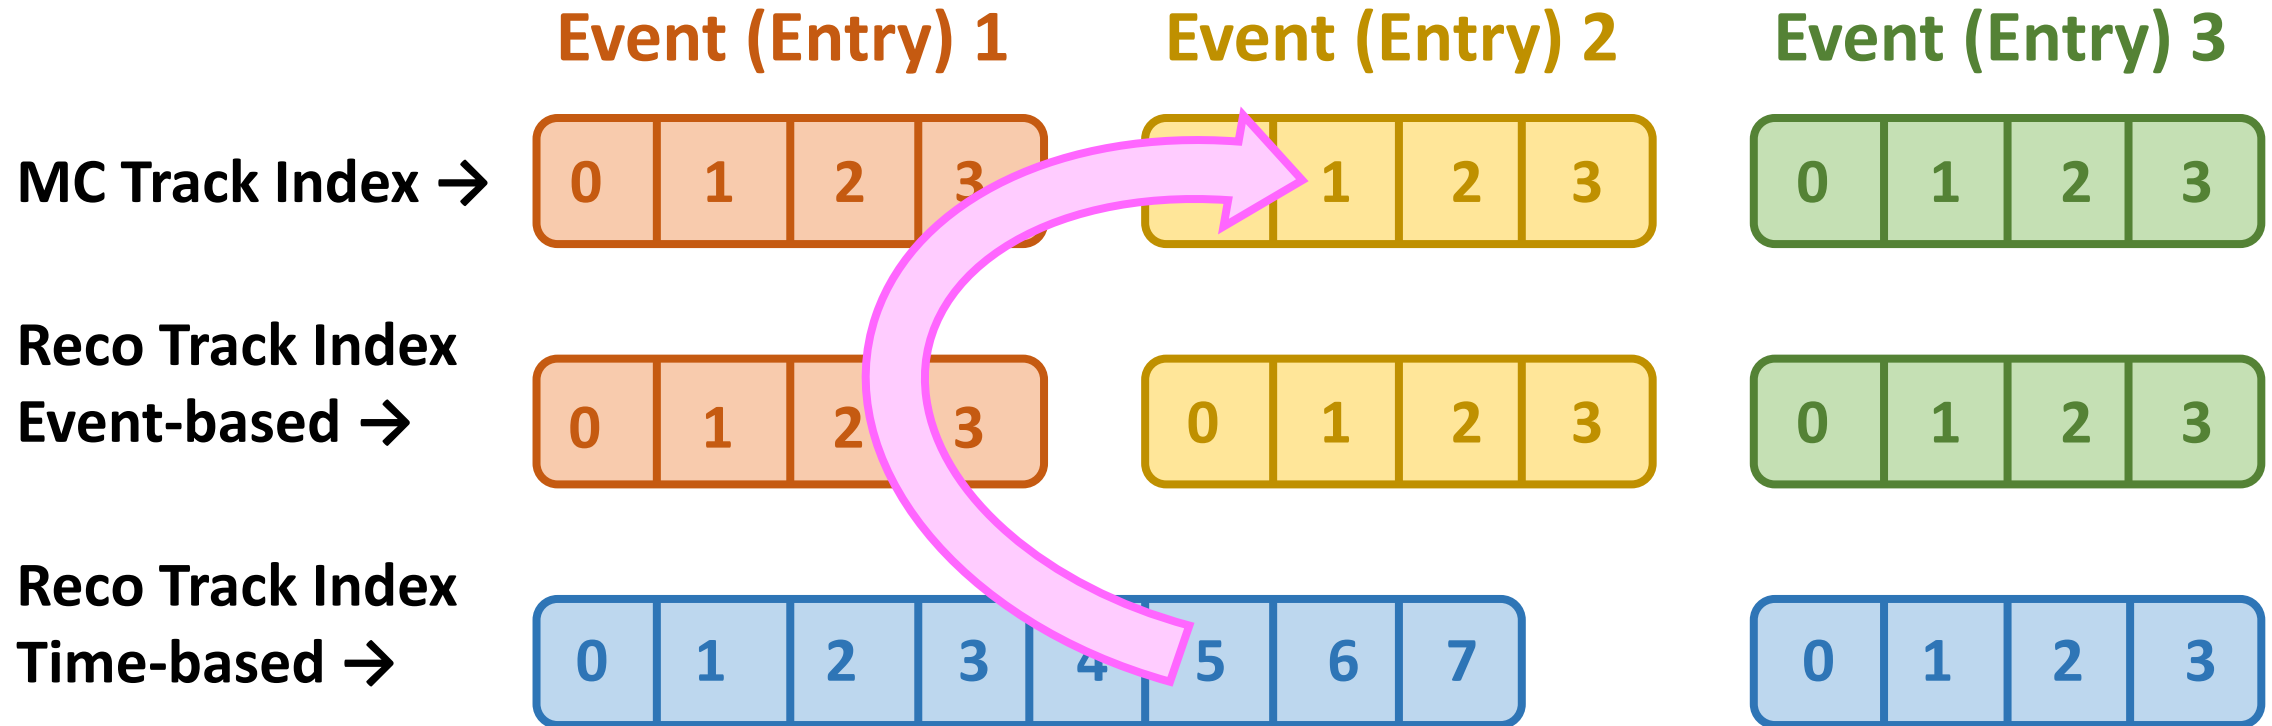 Event (Entry) 1 Event (Entry) 2 Event (Entry) 3
MC Track Index → 0 1 2 3 1 2 3 0 1 2 3
Reco Track Index
Event-based → 0 1 2 3 0 1 2 3 0 1 2 3
Reco Track Index
Time-based → 0 1 2 3 4 5 6 7 0 1 2 3